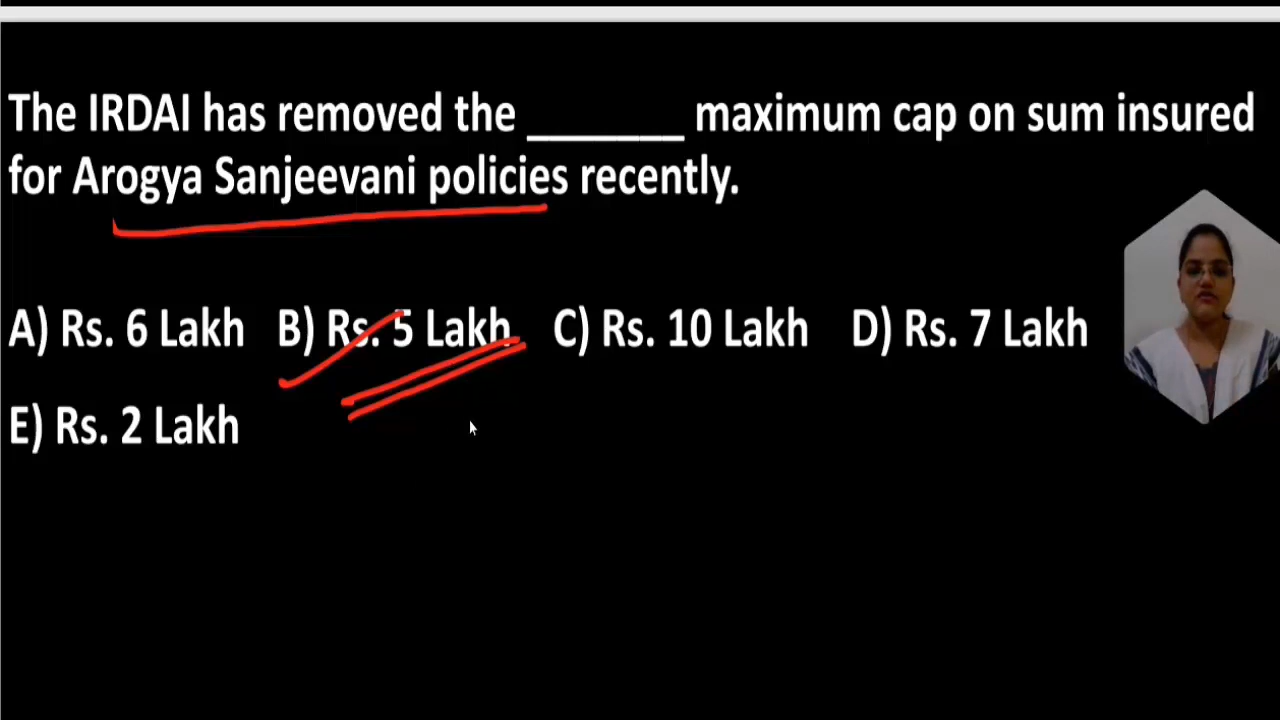 The IRDAI has removed the ________ maximum cap on sum insured
for Arogya Sanjeevani policies recently.
A) Rs. 6 Lakh B) Rs. 5 Lakh C) Rs. 10 Lakh D) Rs. 7 Lakh
E) Rs. 2 Lakh